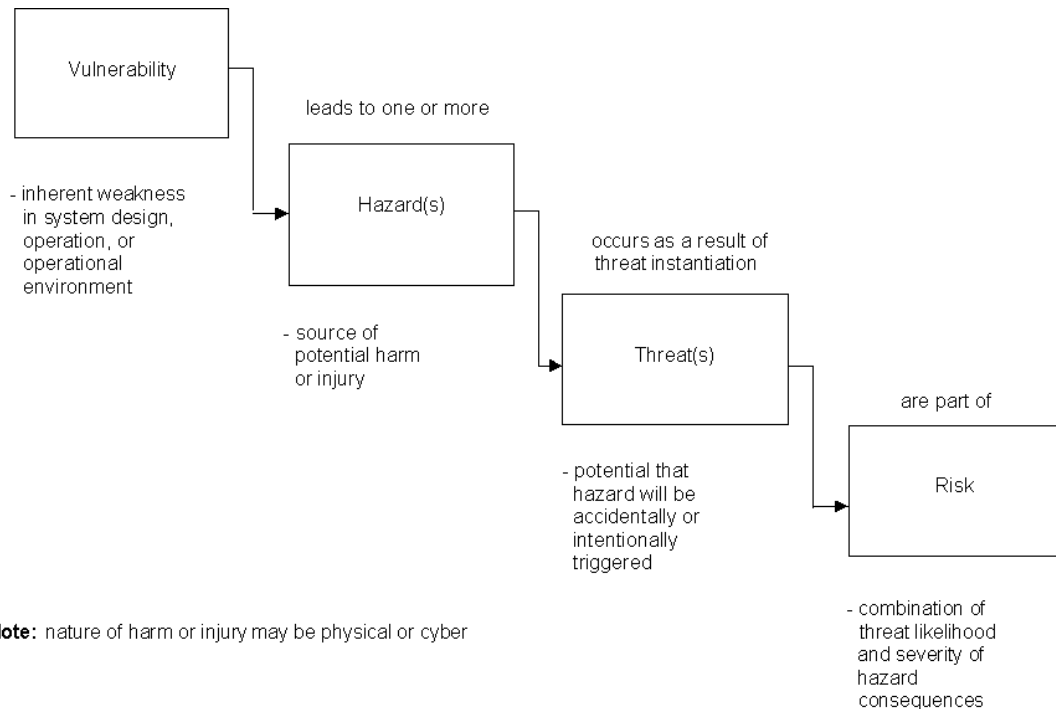 Vulnerability
leads to one or more
- inherent weakness
in system design,
operation, or
operational
environment
Hazard(s)
occurs as a result of
threat instantiation
- source of
potential harm
or injury
Threat(s)
are part of
- potential that
hazard will be
accidentally or
intentionally
triggered
Risk
- combination of
threat likelihood
and severity of
hazard
consequences
ote: nature of harm or injury may be physical or cyber